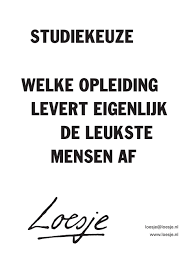 STUDIEKEUZE
WELKE OPLEIDING
LEVERT EIGENLIJK
DE LEUKSTE
MENSEN AF
Loesje
loesje@loesje.nl
www.loesje.nl